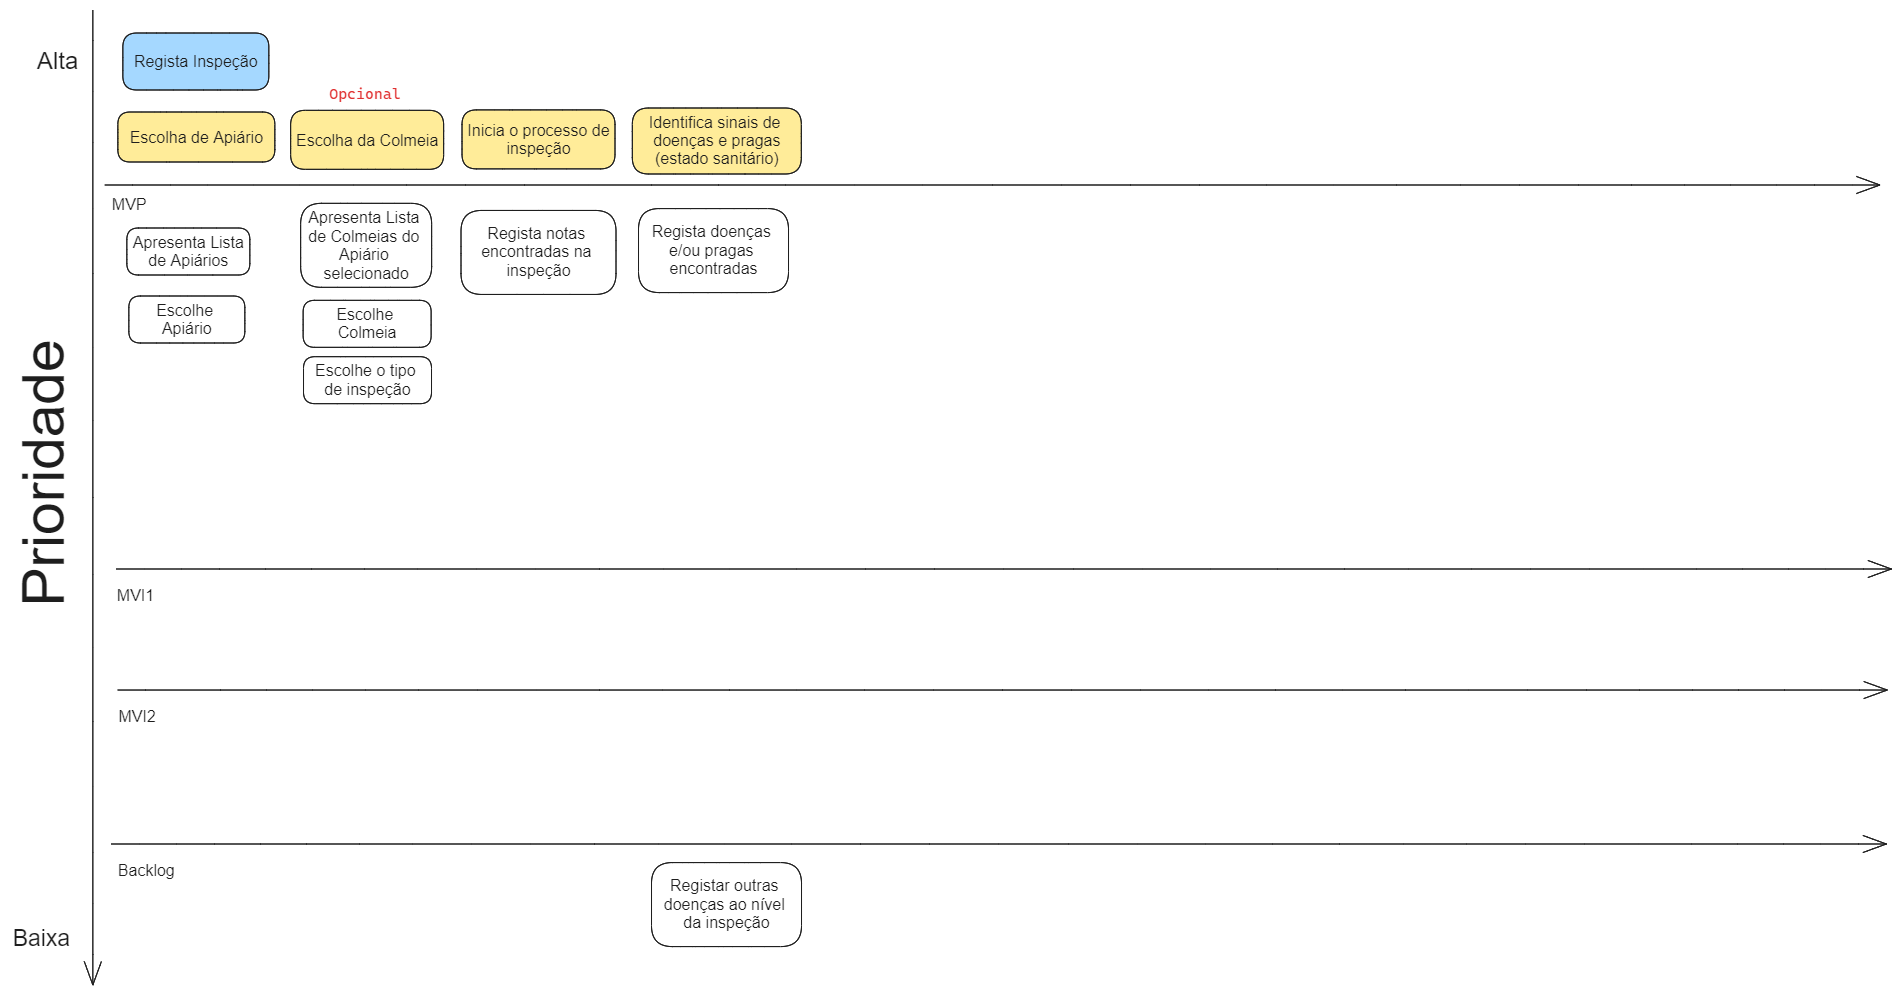 Alta
Regista Inspeção
Opcional
Escolha de Apiário
Escolha da Colmeia
Inicia o processo de
inspeção
Identifica sinais de
doenças e pragas
(estado sanitário)
MVP
Apresenta Lista
de Apiários
Escolhe
Apiário
Apresenta Lista
de Colmeias do
Apiário
selecionado
Escolhe
Colmeia
Escolhe o tipo
de inspeção
Regista notas
encontradas na
inspeção
Regista doenças
e/ou pragas
encontradas
Prioridade
MVI1
MVI2
Backlog
Registar outras
doenças ao nível
da inspeção
Baixa